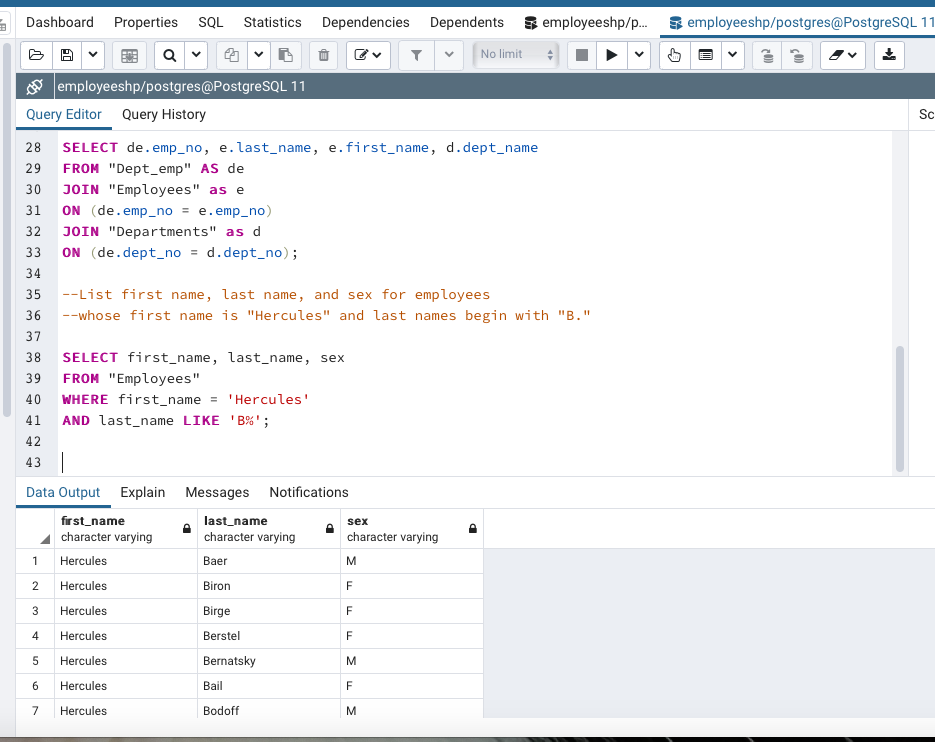 Dashboard Properties SQL Statistics Dependencies Dependents employeeshp/p... employeeshp/postgres@PostgreSQL 11
No limit
employeeshp/postgres@PostgreSQL 11
Query Editor Query History Sc
28 SELECT de.emp_no, e.last_name, e.first_name, d.dept_name
29 FROM "Dept_emp" AS de
30 JOIN "Employees" as e
31 ON (de.emp_no = e.emp_no)
32 JOIN "Departments" as d
33 ON (de.dept_no = d.dept_no);
34
35 --List first name, last name, and sex for employees
36 --whose first name is "Hercules" and last names begin with "B."
37
38 SELECT first_name, last_name, sex
39 FROM "Employees"
40 WHERE first_name = 'Hercules'
41 AND last_name LIKE 'B%';
42
43
Data Output Explain Messages Notifications
first_name last_name sex
character varying character varying character varying
1 Hercules Baer M
2 Hercules Biron F
3 Hercules Birge F
4 Hercules Berstel F
5 Hercules Bernatsky M
6 Hercules Bail F
7 Hercules Bodoff M